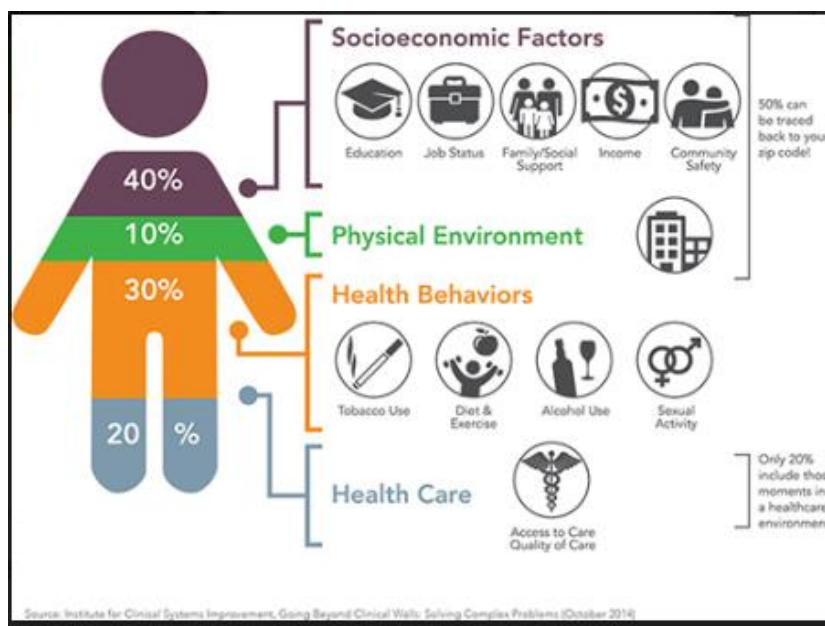 Socioeconomic Factors
Education
Job Status
Family/Social
Support
Income
Community
Safety
50% can
be traced
back to you
zip code!
40%
10%
Physical Environment
30%
Health Behaviors
Tobacco Use
Diet &
Exercise
Alcohol Use
Sexual
Activity
20 %
Health Care
Access to Care
Quality of Care
Only 20%
include thos
moments in
a healthcare
environmen
Source: Institute for Clinical Systems Improvement, Going Beyond Clinical Walls: Solving Complex Problems (October 2014)